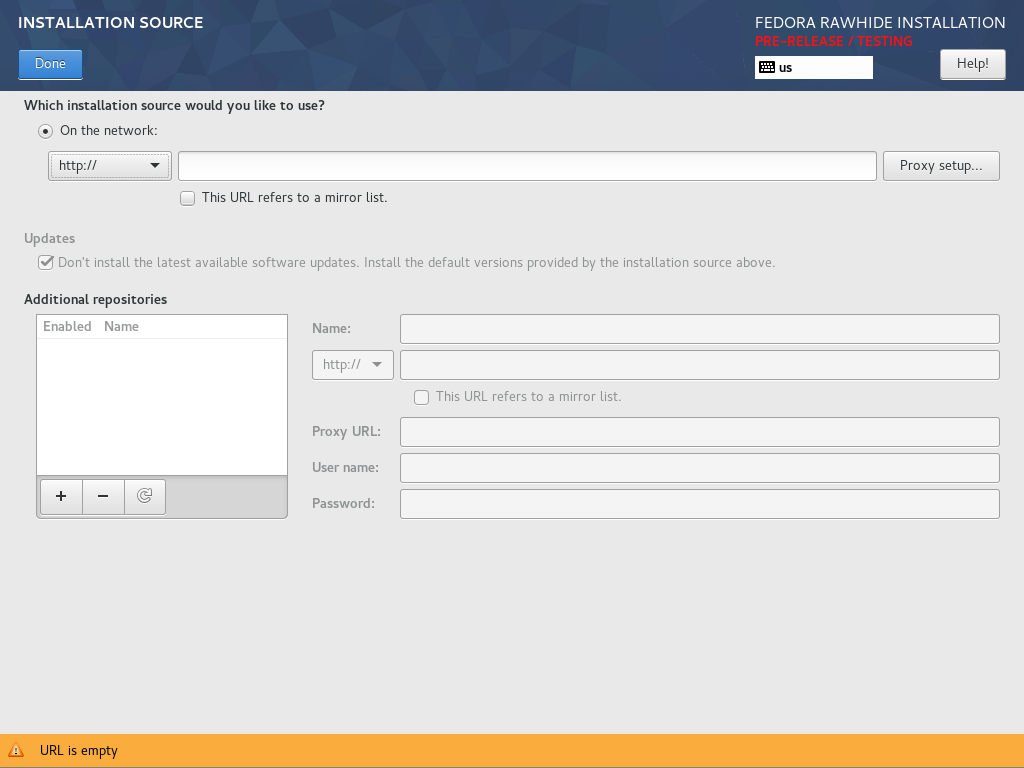 INSTALLATION SOURCE
FEDORA RAWHIDE INSTALLATION
PRE-RELEASE / TESTING
Done
us
Help!
Which installation source would you like to use?
On the network:
http://
Proxy setup...
This URL refers to a mirror list.
Updates
Don't install the latest available software updates. Install the default versions provided by the installation source above.
Additional repositories
Enabled Name
Name:
http://
This URL refers to a mirror list.
Proxy URL:
User name:
Password:
URL is empty